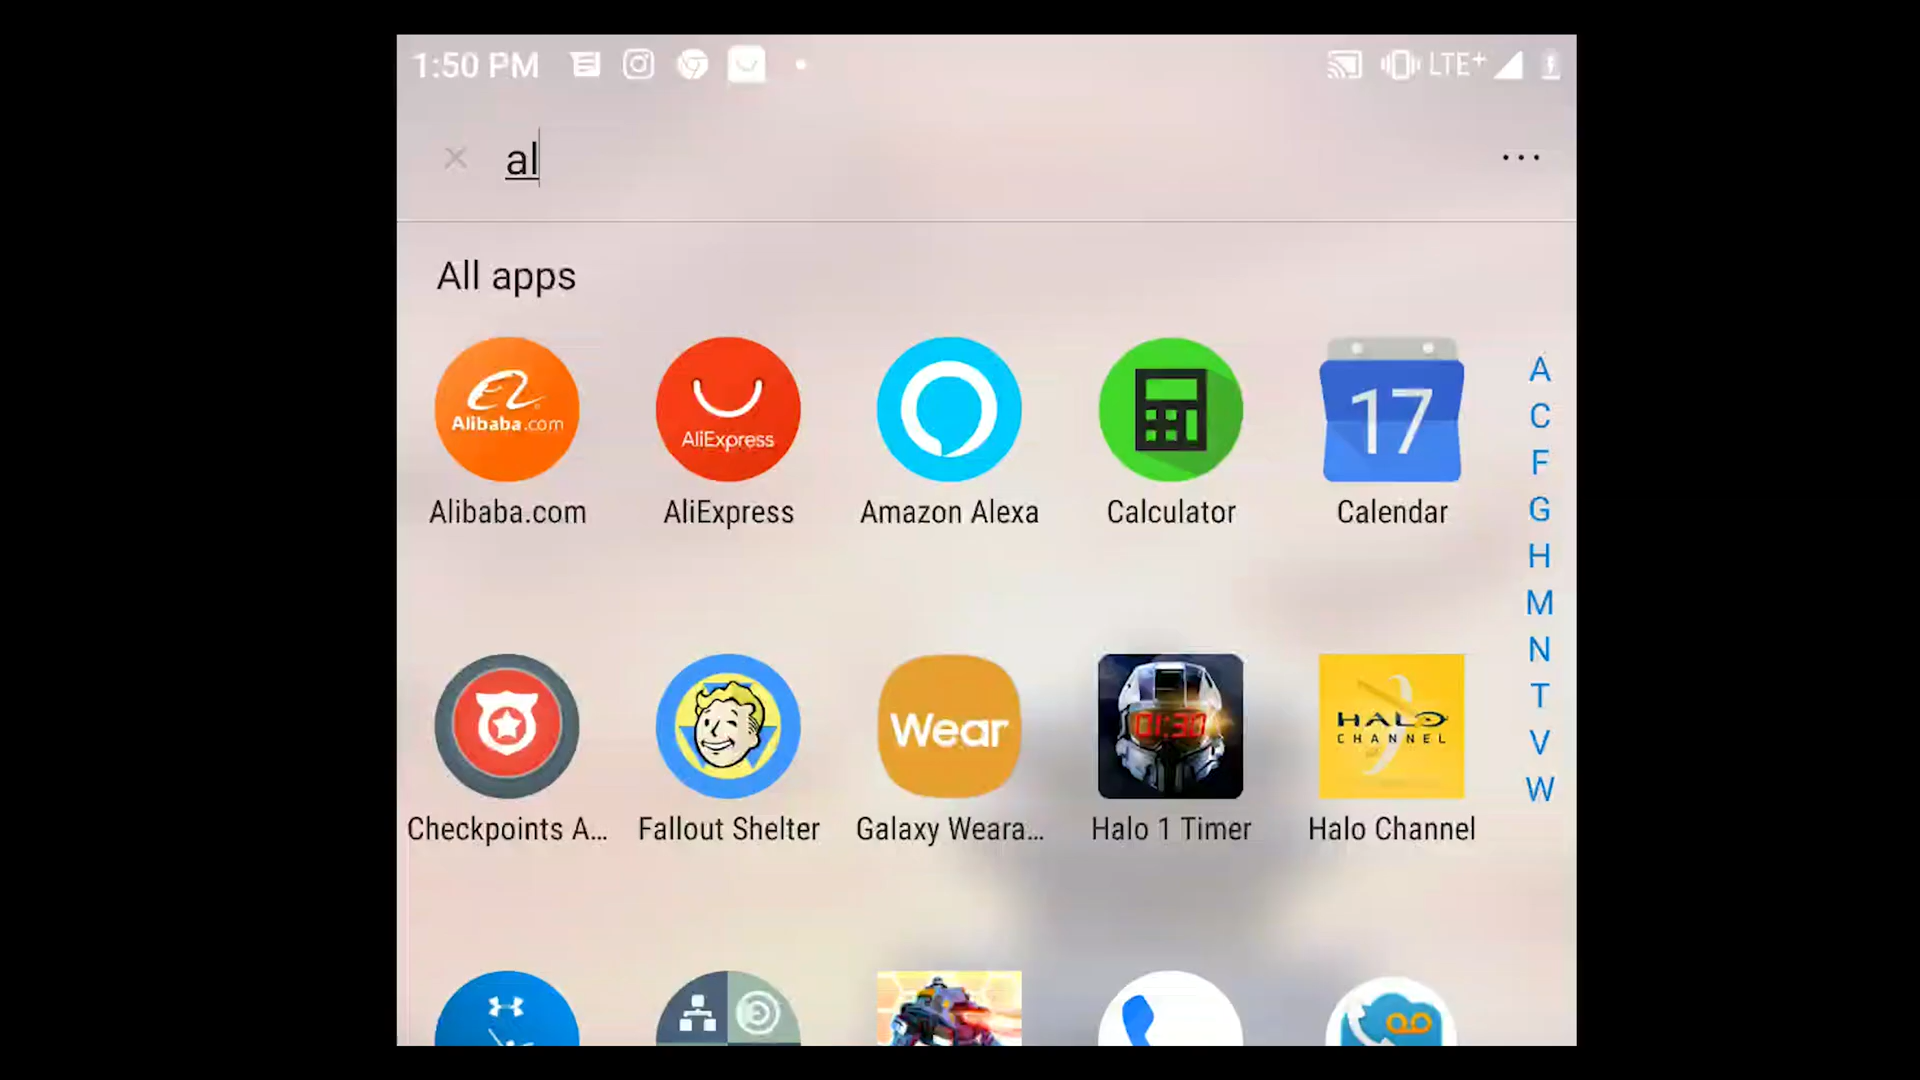 1:50 PM LTE+
× al ...
All apps
Alibaba.com
AliExpress
17
Alibaba.com AliExpress Amazon Alexa Calculator Calendar
A
C
F
G
H
M
N
T
V
W
Wear
01:30
HALO
CHANNEL
Checkpoints A... Fallout Shelter Galaxy Weara... Halo 1 Timer Halo Channel